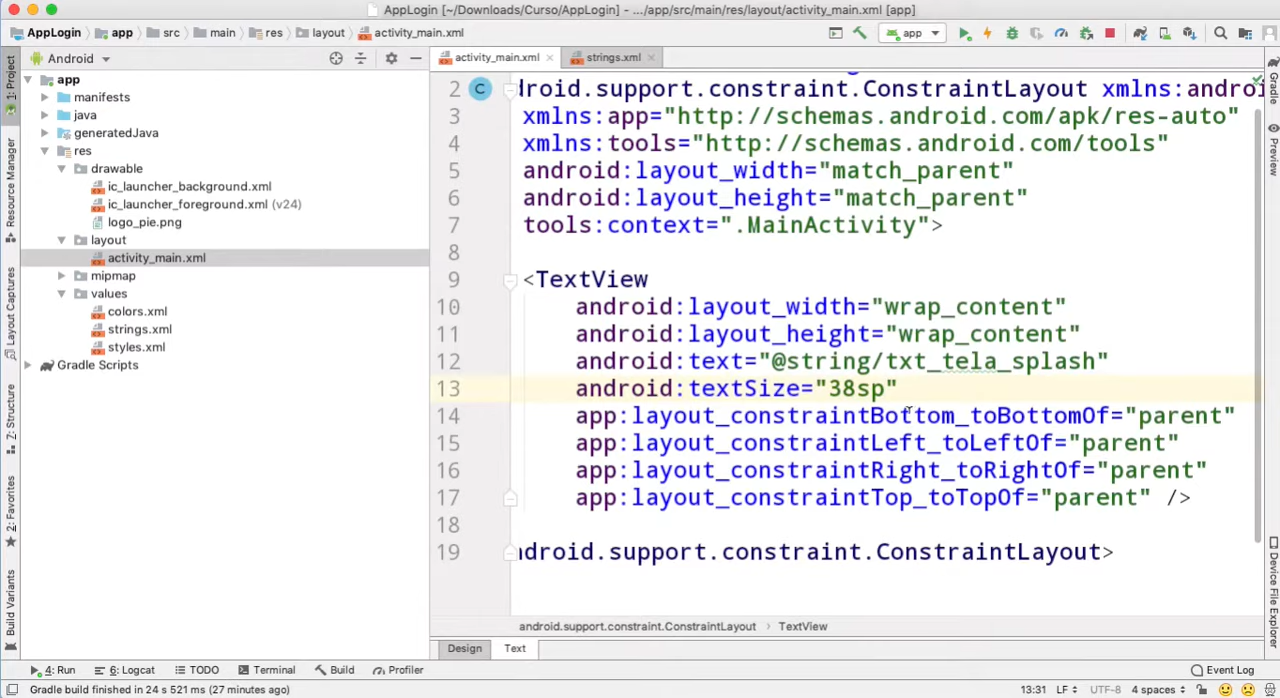 AppLogin [~/Downloads/Curso/AppLogin] - .../app/src/main/res/layout/activity_main.xml [app]
AppLogin app src main res layout activity_main.xml
app
Android
activity_main.xml
strings.xml
1: Project
Resource Manager
Layout Captures
Z: Structure
2: Favorites
Build Variants
app
manifests
java
generatedJava
res
drawable
ic_launcher_background.xml
ic_launcher_foreground.xml (v24)
logo_pie.png
layout
activity_main.xml
mipmap
values
colors.xml
strings.xml
styles.xml
Gradle Scripts
2 C droid.support.constraint.ConstraintLayout xmlns:androi
3 xmlns:app="http://schemas.android.com/apk/res-auto"
4 xmlns:tools="http://schemas.android.com/tools"
5 android:layout_width="match_parent"
6 android:layout_height="match_parent"
7 tools:context=".MainActivity">
8
9 <TextView
10 android:layout_width="wrap_content"
11 android:layout_height="wrap_content"
12 android:text="@string/txt_tela_splash"
13 android:textSize="38sp"
14 app:layout_constraintBottom_toBottomOf="parent"
15 app:layout_constraintLeft_toLeftOf="parent"
16 app:layout_constraintRight_toRightOf="parent"
17 app:layout_constraintTop_toTopOf="parent" />
18
19 ndroid.support.constraint.ConstraintLayout>
android.support.constraint.ConstraintLayout › TextView
Design Text
Gradle
Preview
Device File Explorer
4: Run 6: Logcat TODO Terminal Build Profiler Event Log
Gradle build finished in 24 s 521 ms (27 minutes ago) 13:31 LF UTF-8 4 spaces